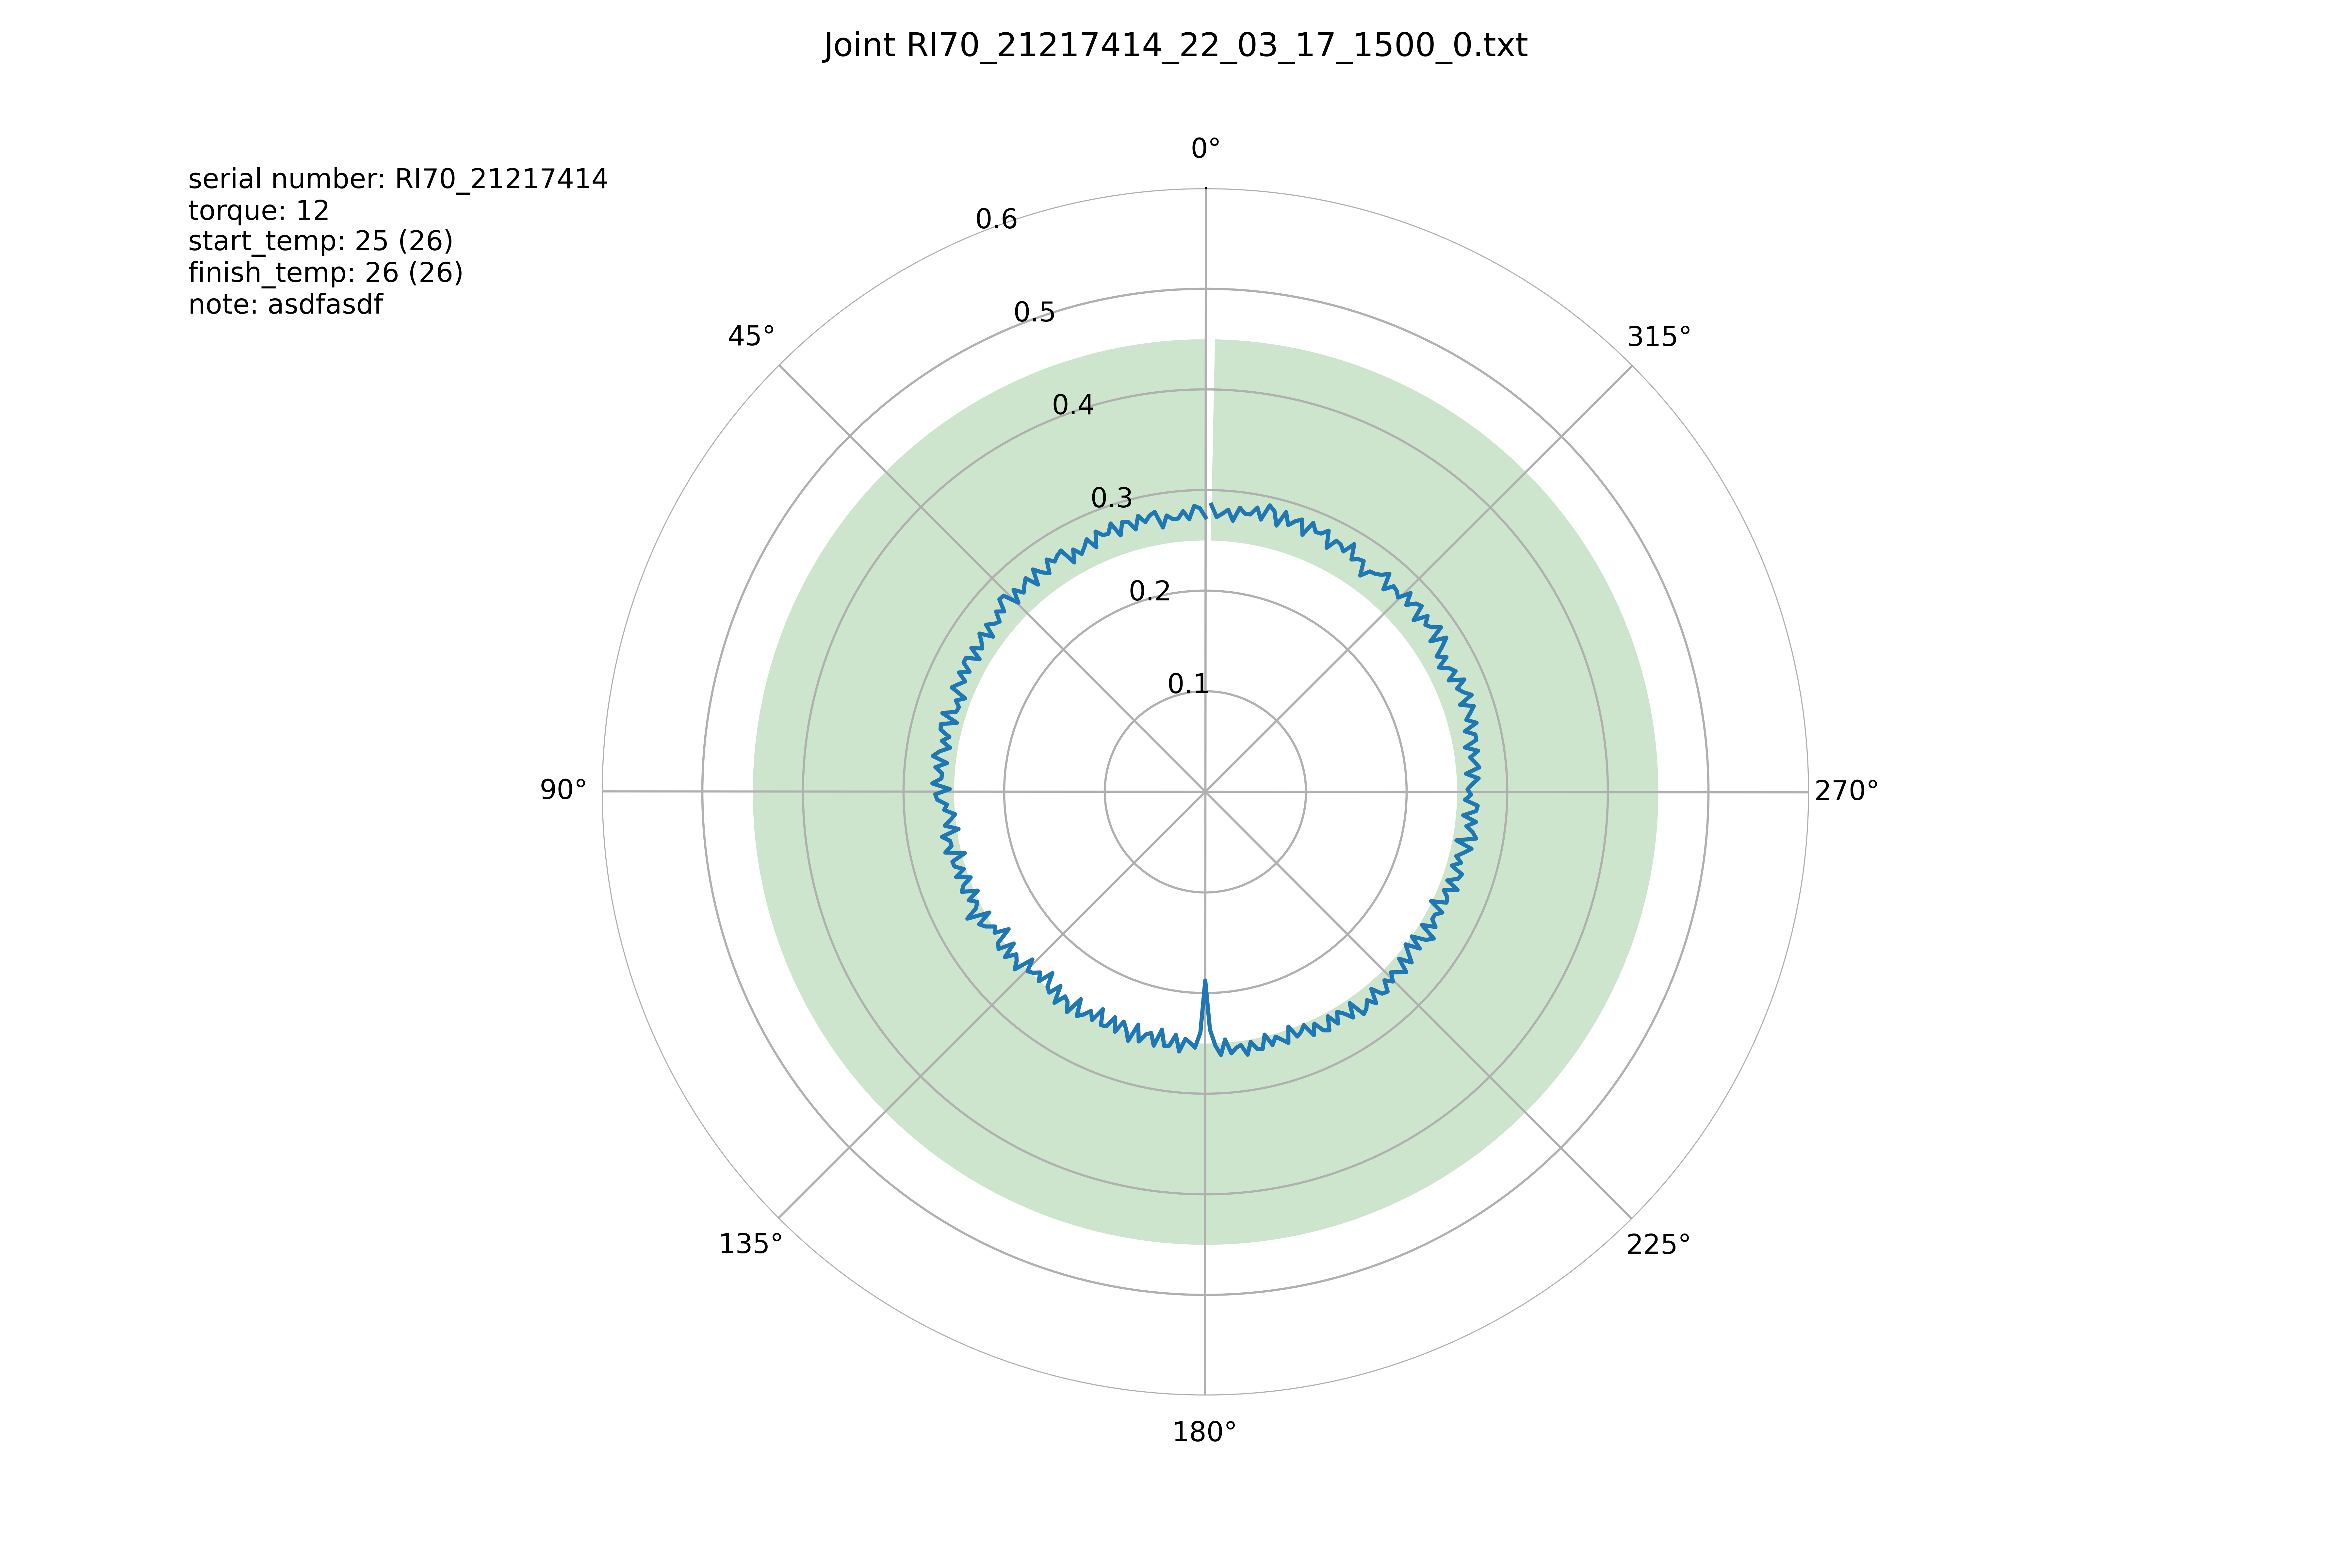 Joint RI70_21217414_22_03_17_1500_0.txt
serial number: RI70_21217414
torque: 12
start_temp: 25 (26)
finish_temp: 26 (26)
note: asdfasdf
0°
45°
90°
135°
180°
225°
270°
315°
0.1
0.2
0.3
0.4
0.5
0.6